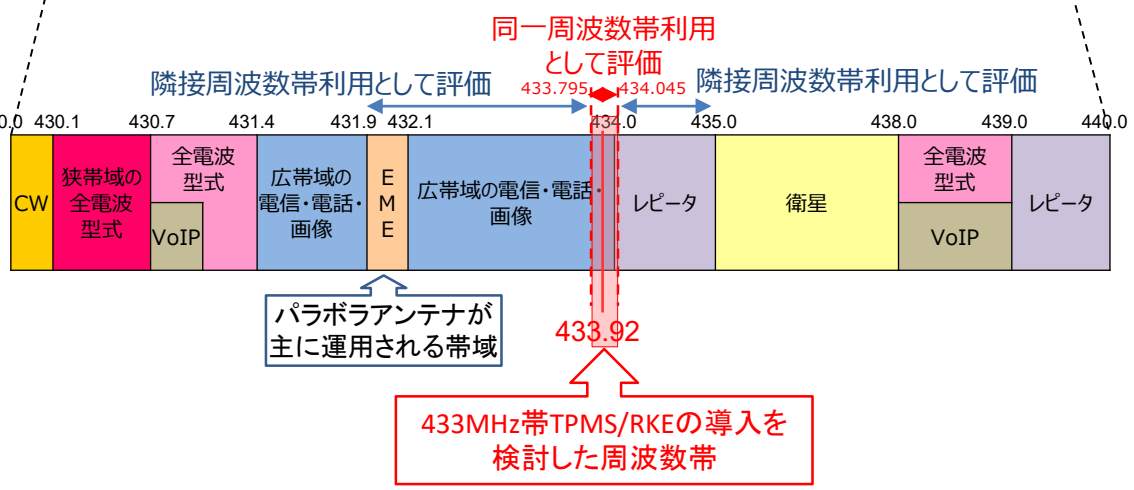 同一周波数帯利用
として評価
隣接周波数帯利用として評価
433.795
434.045
隣接周波数帯利用として評価
0.0 430.1 430.7 431.4 431.9 432.1 434.0 435.0 438.0 439.0 440.0
CW
狭帯域の
全電波
型式
全電波
型式
VoIP
広帯域の
電信・電話・
画像
E
M
E
広帯域の電信・電話・
画像
レピータ
衛星
全電波
型式
VoIP
レピータ
パラボラアンテナが
主に運用される帯域
433.92
433MHz帯TPMS/RKEの導入を
検討した周波数帯